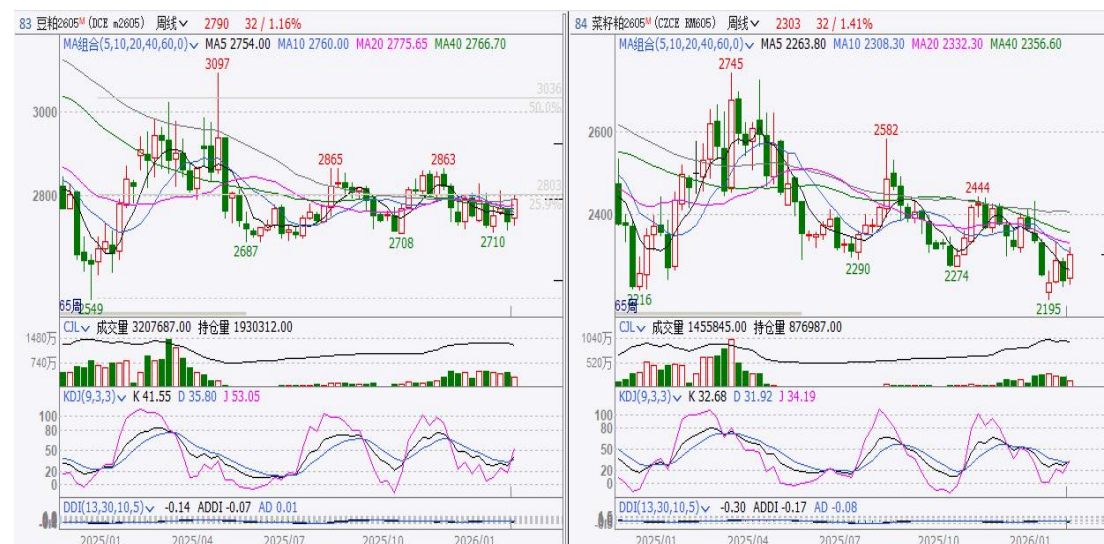 83 豆粕2605M (DCE m2605) 周线 2790 32 / 1.16%
MA组合(5,10,20,40,60,0) MA5 2754.00 MA10 2760.00 MA20 2775.65 MA40 2766.70
3097
3036
50.0%
3000
2865
2863
2803
2800
25.0%
2708
2710
2687
2549
65周
CJL 成交量 3207687.00 持仓量 1930312.00
1480万
740万
KDJ(9,3,3) K 41.55 D 35.80 J 53.05
100
80
50
20
0
DDI(13,30,10,5) -0.14 ADDI -0.07 AD 0.01
2025/01 2025/04 2025/07 2025/10 2026/01
84 菜籽粕2605M (CZCE RM605) 周线 2303 32 / 1.41%
MA组合(5,10,20,40,60,0) MA5 2263.80 MA10 2308.30 MA20 2332.30 MA40 2356.60
2745
2600
2582
2444
2400
2290
2274
2216
2195
65周
CJL 成交量 1455845.00 持仓量 876987.00
1040万
520万
KDJ(9,3,3) K 32.68 D 31.92 J 34.19
100
80
50
20
0
DDI(13,30,10,5) -0.30 ADDI -0.17 AD -0.08
2025/01 2025/04 2025/07 2025/10 2026/01